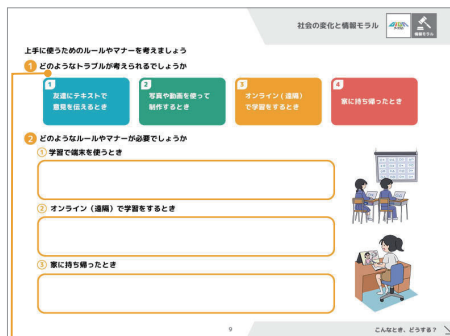 社会の変化と情報モラル
情報モラル
上手に使うためのルールやマナーを考えましょう
1 どのようなトラブルが考えられるでしょうか
1
友達にテキストで
意見を伝えるとき
2
写真や動画を使って
制作するとき
3
オンライン(遠隔)
で学習をするとき
4
家に持ち帰ったとき
2 どのようなルールやマナーが必要でしょうか
① 学習で端末を使うとき
② オンライン(遠隔)で学習をするとき
③ 家に持ち帰ったとき
9
こんなとき、どうする?